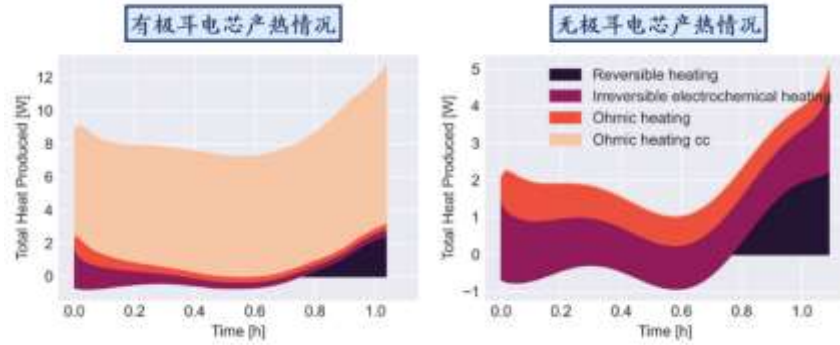 有极耳电芯产热情况
无极耳电芯产热情况
Total Heat Produced [W]
12
10
8
6
4
2
0
0.0 0.2 0.4 0.6 0.8 1.0
Time [h]
Total Heat Produced [W]
5
4
3
2
1
0
−1
Reversible heating
Irreversible electrochemical heating
Ohmic heating
Ohmic heating cc
0.0 0.2 0.4 0.6 0.8 1.0
Time [h]